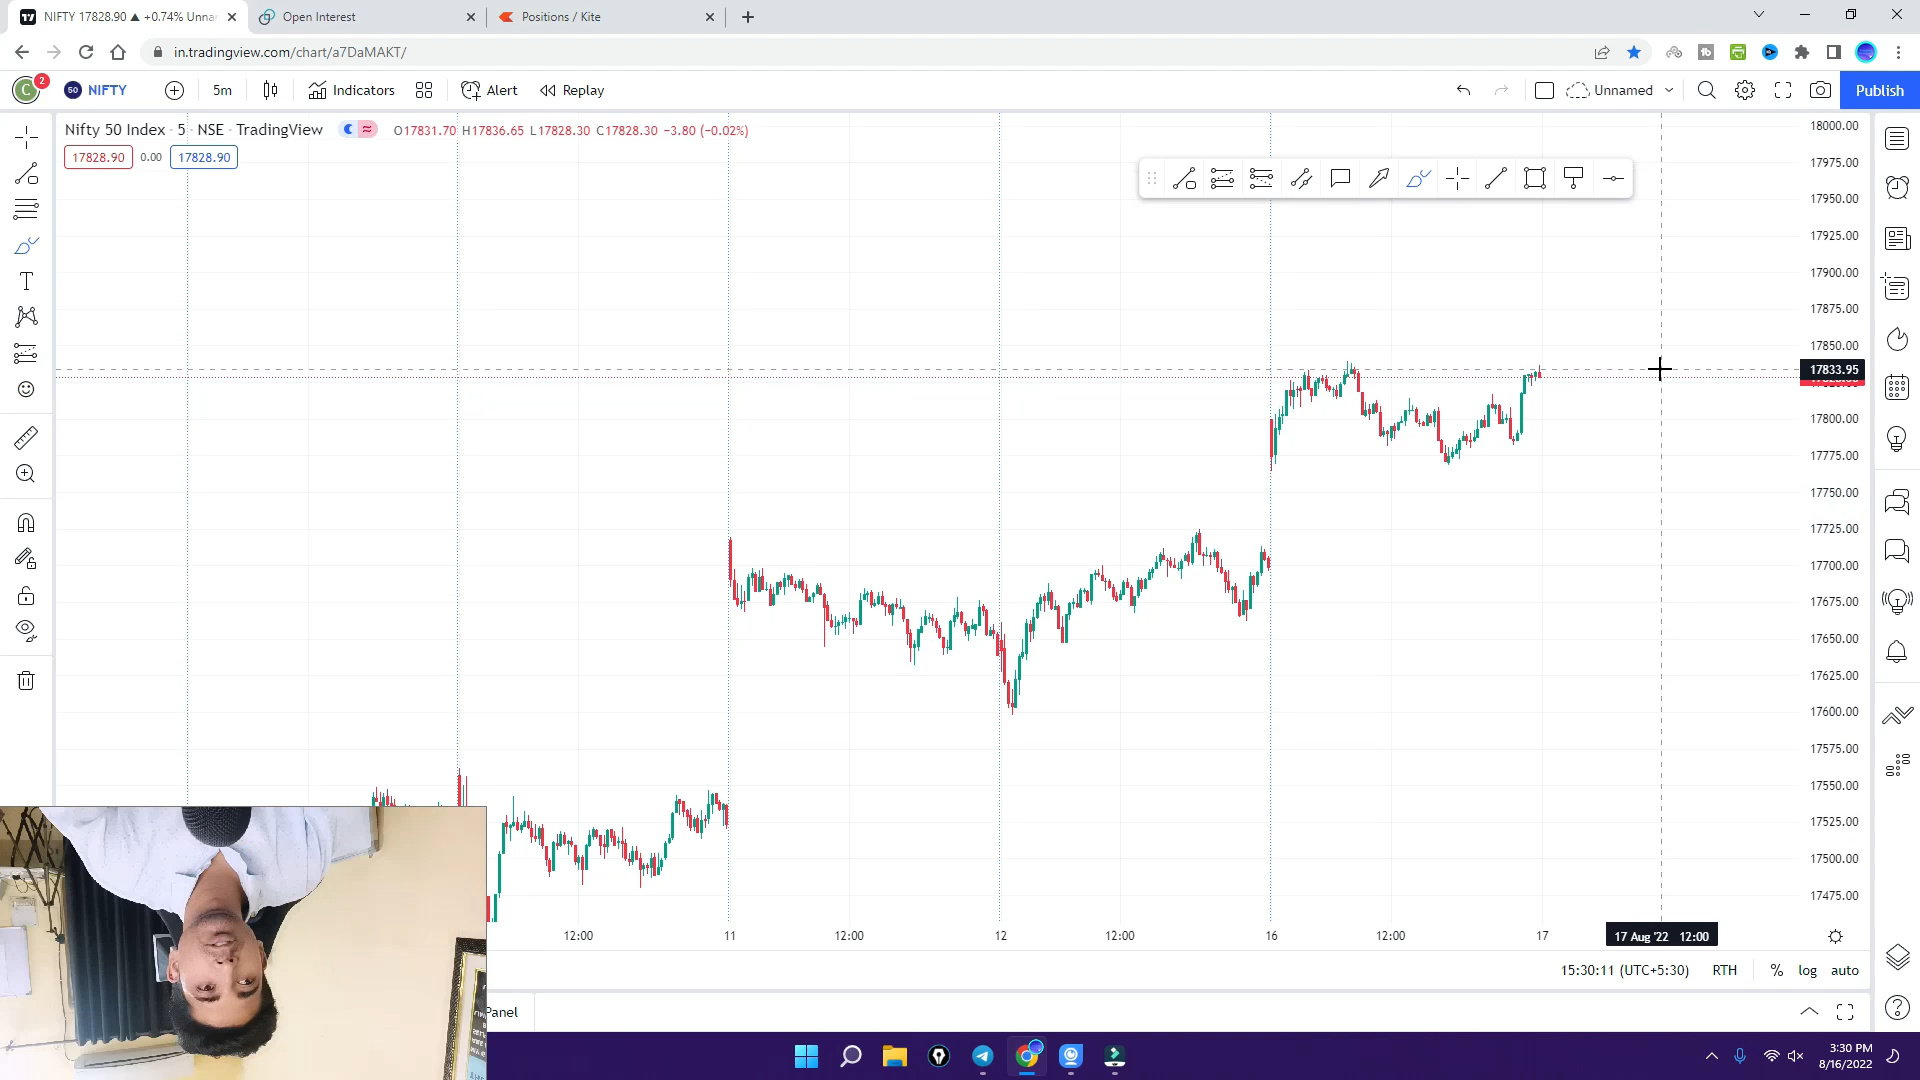 NIFTY 17828.90 ▲ +0.74% Unnar
Open Interest
Positions / Kite
in.tradingview.com/chart/a7DaMAKT/
C 2
50 NIFTY
5m
Indicators
Alert
Replay
Unnamed
Publish
Nifty 50 Index · 5 · NSE · TradingView
O17831.70 H17836.65 L17828.30 C17828.30 −3.80 (−0.02%)
17828.90 0.00 17828.90
18000.00
17975.00
17950.00
17925.00
17900.00
17875.00
17850.00
17833.95
17800.00
17775.00
17750.00
17725.00
17700.00
17675.00
17650.00
17625.00
17600.00
17575.00
17550.00
17525.00
17500.00
17475.00
12:00 11 12:00 12 12:00 16 12:00 17 17 Aug '22 12:00
15:30:11 (UTC+5:30) RTH % log auto
Panel
3:30 PM
8/16/2022